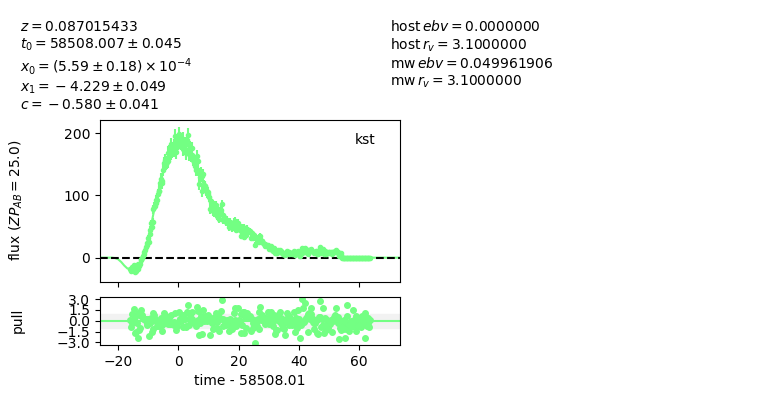 z = 0.087015433
t₀ = 58508.007 ± 0.045
x₀ = (5.59 ± 0.18) × 10⁻⁴
x₁ = −4.229 ± 0.049
c = −0.580 ± 0.041
host ebv = 0.0000000
host r_v = 3.1000000
mw ebv = 0.049961906
mw r_v = 3.1000000
kst
flux (ZP_AB = 25.0)
200
100
0
pull
3.0
1.5
0.0
−1.5
−3.0
−20 0 20 40 60
time - 58508.01